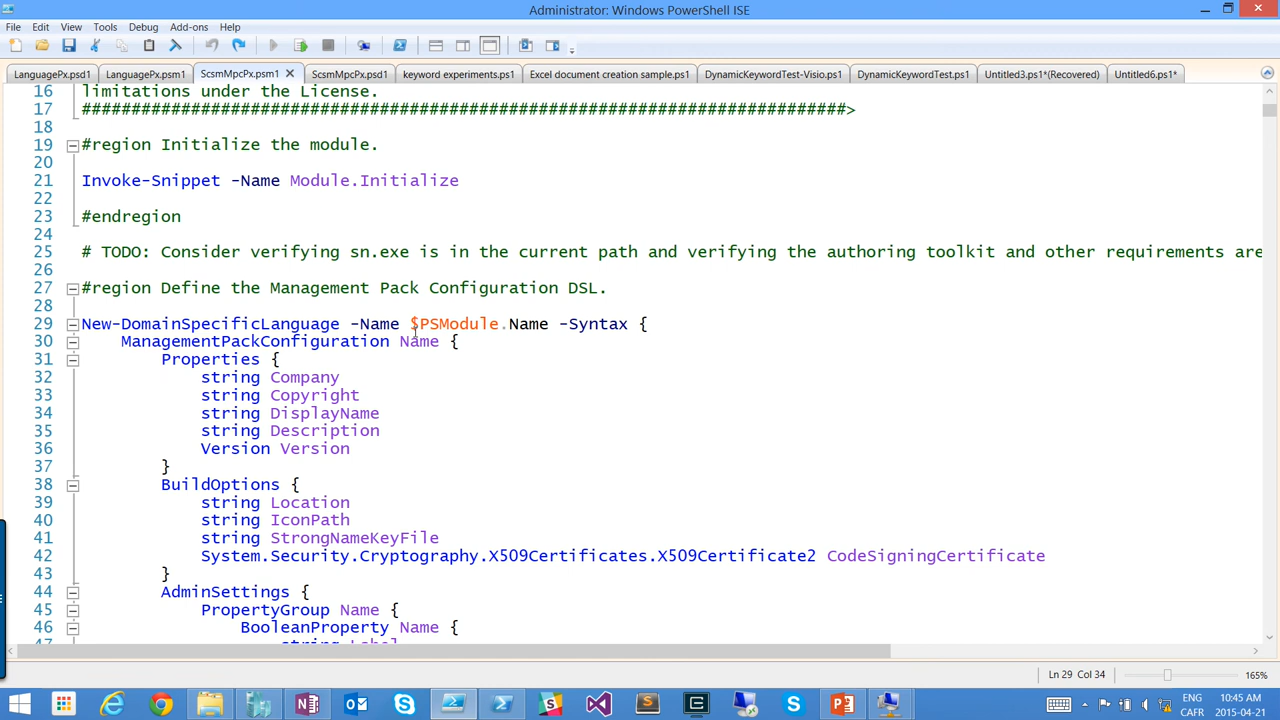 Administrator: Windows PowerShell ISE
File Edit View Tools Debug Add-ons Help
LanguagePx.psd1 LanguagePx.psm1 ScsmMpcPx.psm1 ScsmMpcPx.psd1 keyword experiments.ps1 Excel document creation sample.ps1 DynamicKeywordTest-Visio.ps1 DynamicKeywordTest.ps1 Untitled3.ps1*(Recovered) Untitled6.ps1*
16 limitations under the License.
17 #############################################################################>
18
19 #region Initialize the module.
20
21 Invoke-Snippet -Name Module.Initialize
22
23 #endregion
24
25 # TODO: Consider verifying sn.exe is in the current path and verifying the authoring toolkit and other requirements are
26
27 #region Define the Management Pack Configuration DSL.
28
29 New-DomainSpecificLanguage -Name $PSModule.Name -Syntax {
30 ManagementPackConfiguration Name {
31 Properties {
32 string Company
33 string Copyright
34 string DisplayName
35 string Description
36 Version Version
37 }
38 BuildOptions {
39 string Location
40 string IconPath
41 string StrongNameKeyFile
42 System.Security.Cryptography.X509Certificates.X509Certificate2 CodeSigningCertificate
43 }
44 AdminSettings {
45 PropertyGroup Name {
46 BooleanProperty Name {
47 string Label
Ln 29 Col 34 165%
ENG 10:45 AM
CAFR 2015-04-21